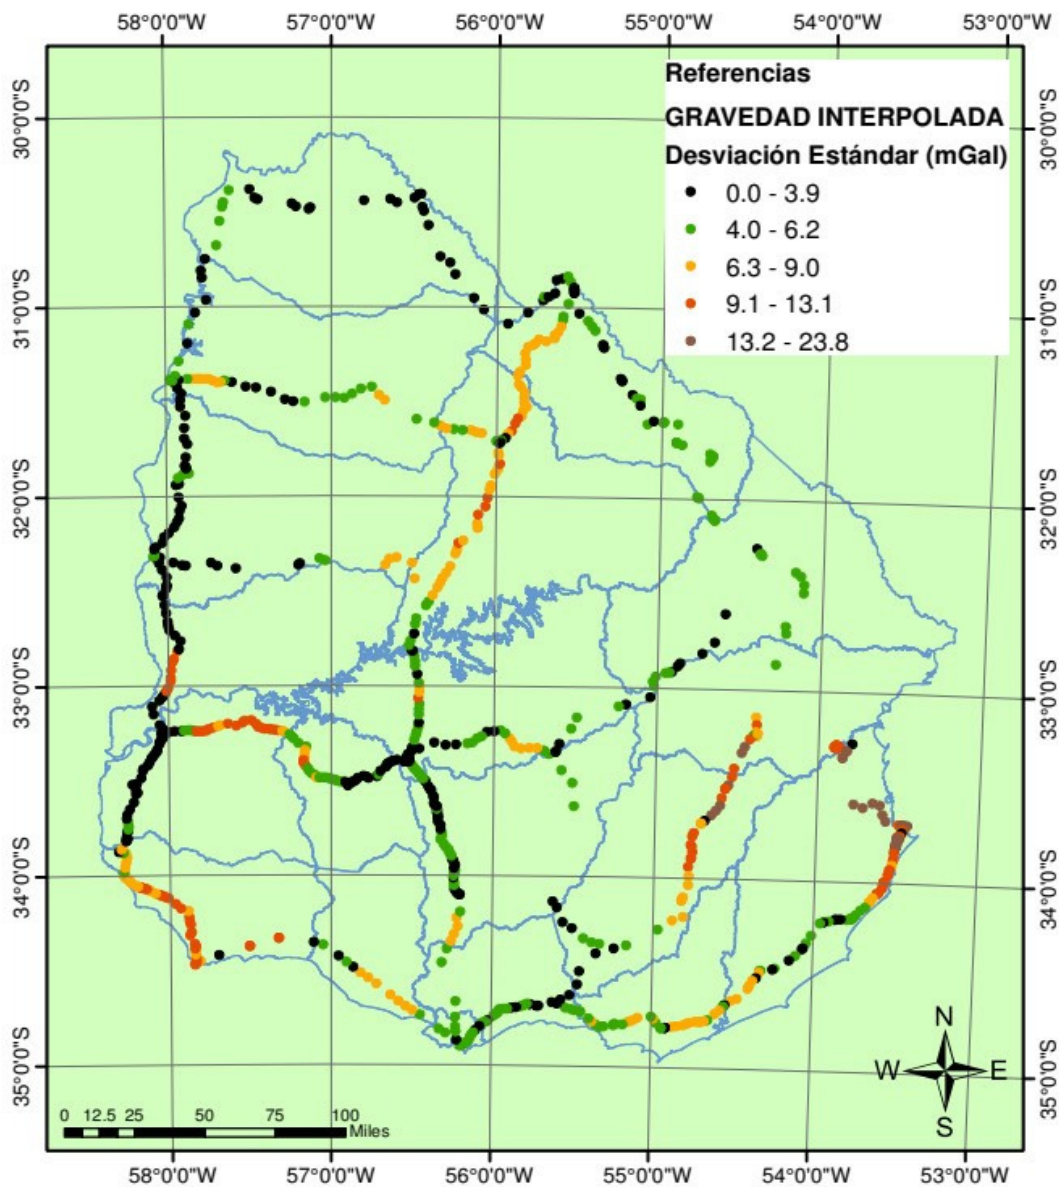 58°0'0"W 57°0'0"W 56°0'0"W 55°0'0"W 54°0'0"W 53°0'0"W
Referencias
GRAVEDAD INTERPOLADA
Desviación Estándar (mGal)
0.0 - 3.9
4.0 - 6.2
6.3 - 9.0
9.1 - 13.1
13.2 - 23.8
30°0'0"S
31°0'0"S
32°0'0"S
33°0'0"S
34°0'0"S
35°0'0"S
30°0'0"S
31°0'0"S
32°0'0"S
33°0'0"S
34°0'0"S
35°0'0"S
N
W E
S
0 12.5 25 50 75 100
Miles
58°0'0"W 57°0'0"W 56°0'0"W 55°0'0"W 54°0'0"W 53°0'0"W